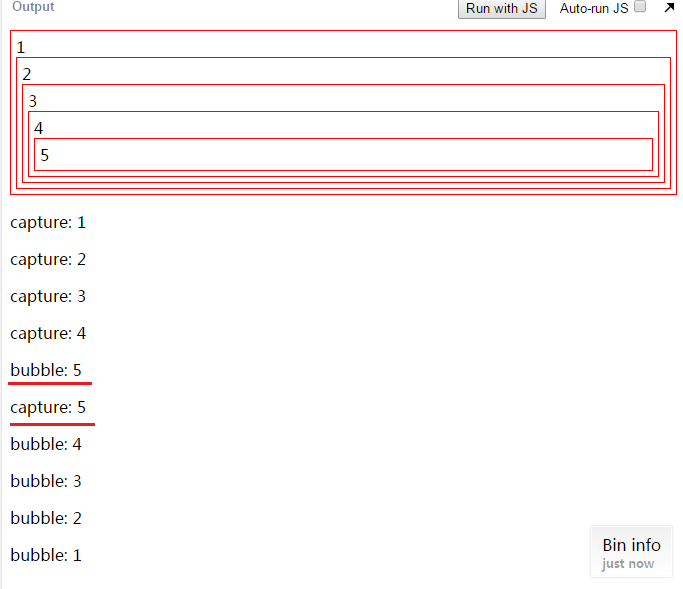 Output Run with JS Auto-run JS
1
2
3
4
5
capture: 1
capture: 2
capture: 3
capture: 4
bubble: 5
capture: 5
bubble: 4
bubble: 3
bubble: 2
bubble: 1
Bin info
just now